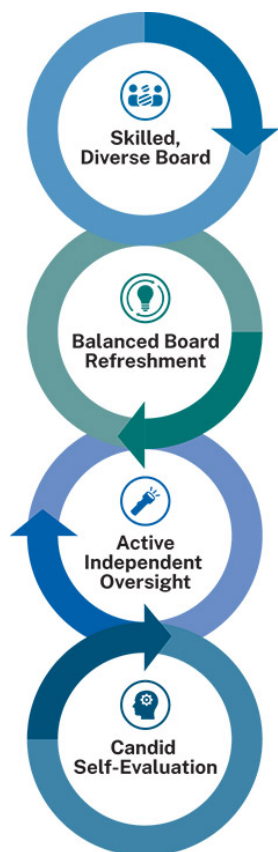 Skilled,
Diverse Board
Balanced Board
Refreshment
Active
Independent
Oversight
Candid
Self-Evaluation